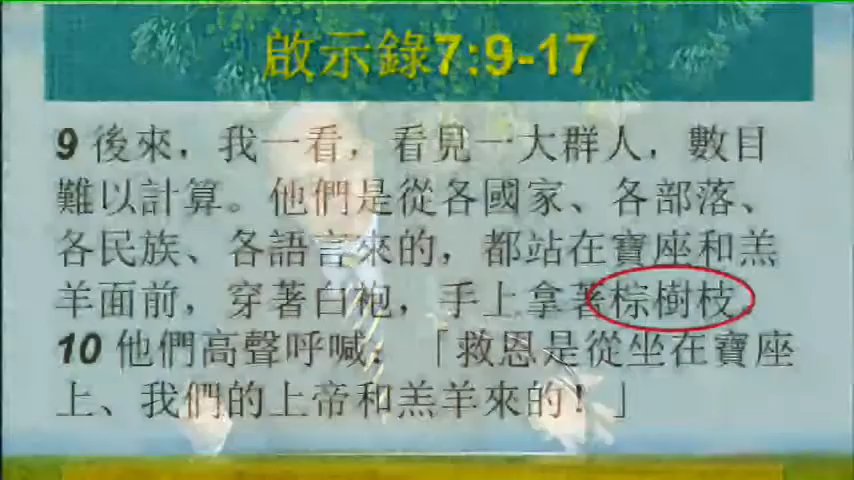 啟示錄7:9-17
9 後來，我一看，看見一大群人，數目
難以計算。他們是從各國家、各部落、
各民族、各語言來的，都站在寶座和羔
羊面前，穿著白袍，手上拿著棕樹枝。
10 他們高聲呼喊：「救恩是從坐在寶座
上、我們的上帝和羔羊來的！」